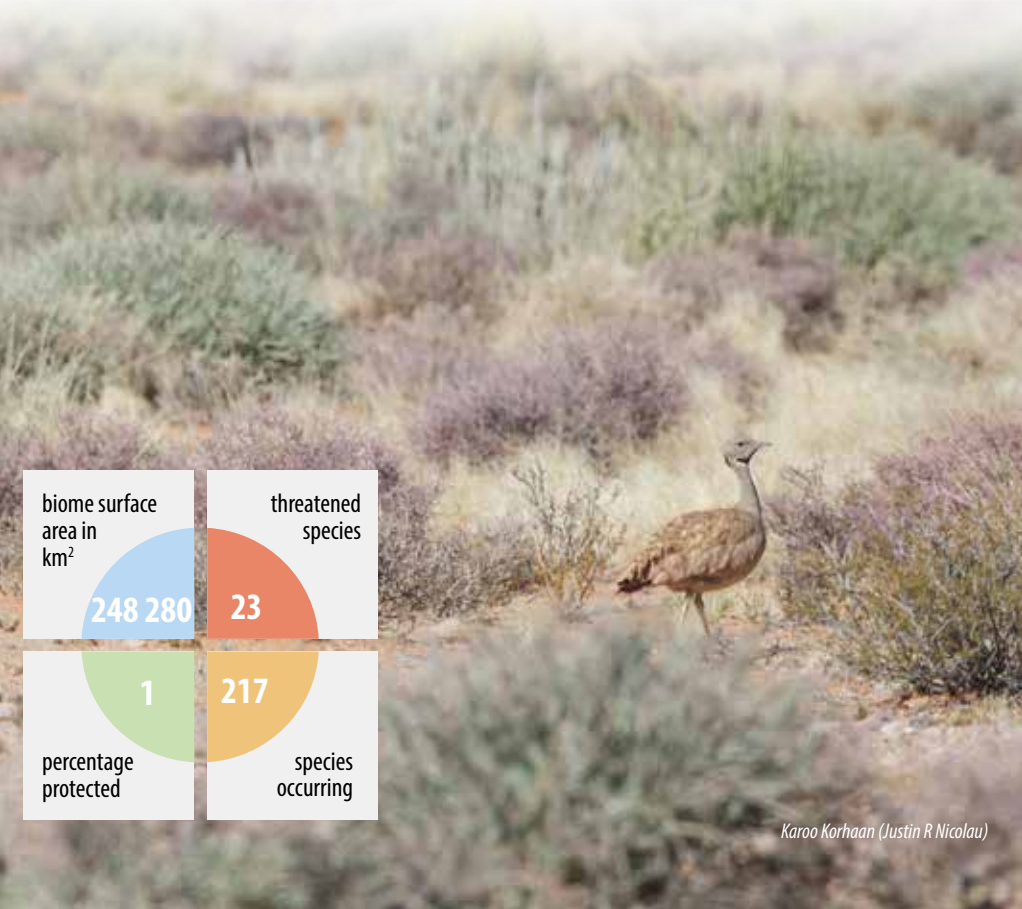 biome surface
area in
km²
248 280
threatened
species
23
1
percentage
protected
217
species
occurring
Karoo Korhaan (Justin R Nicolau)